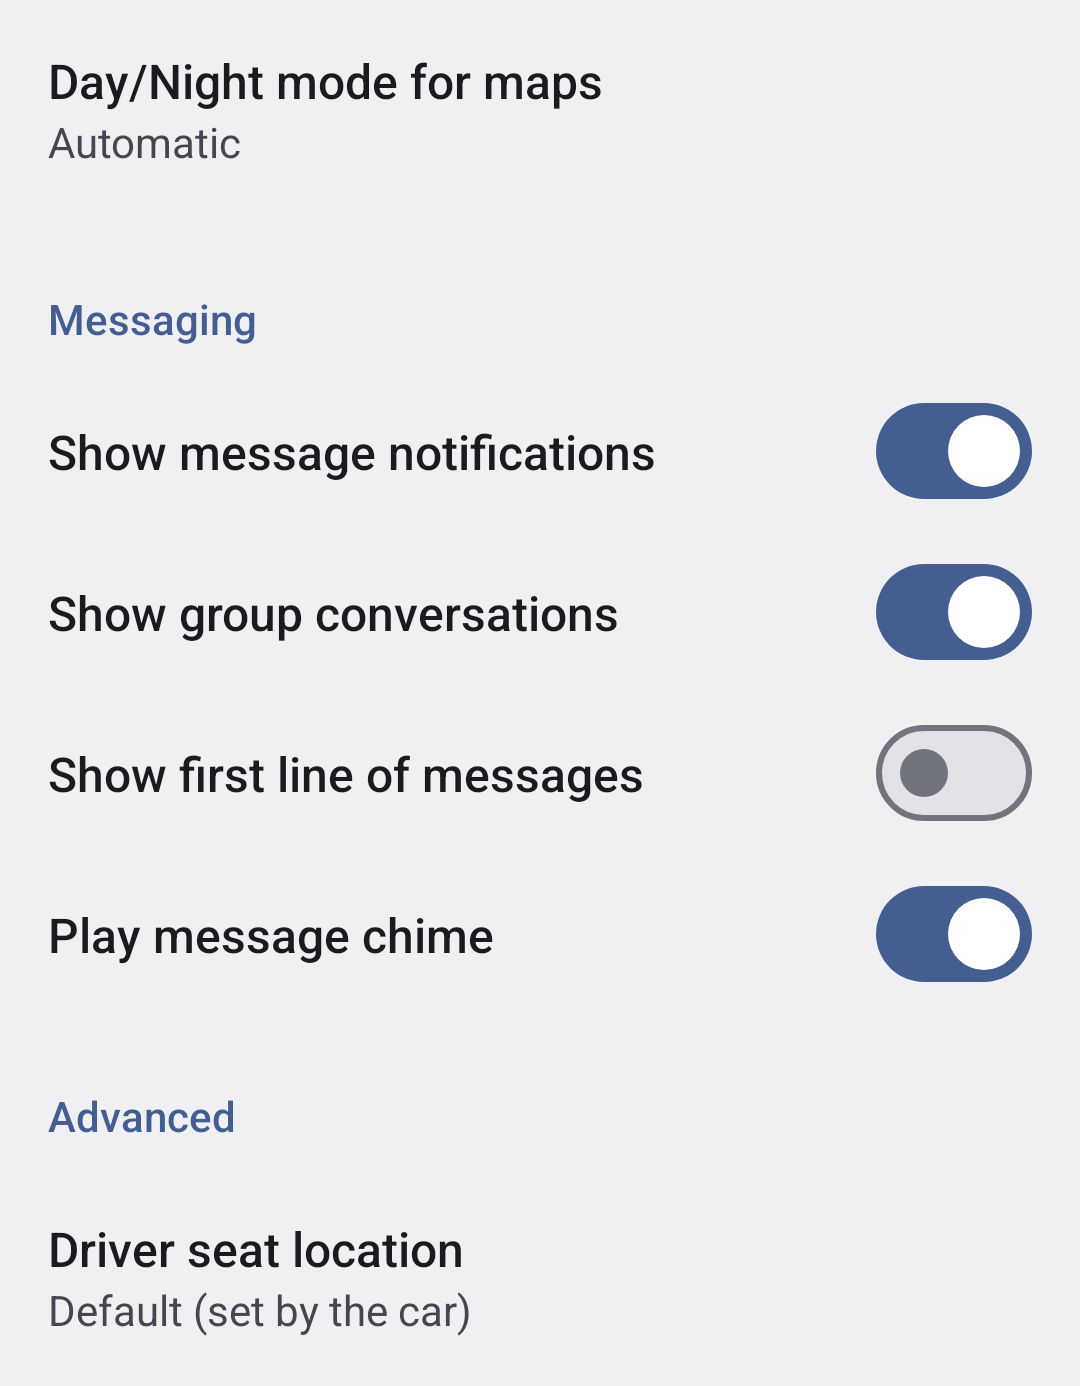 Day/Night mode for maps
Automatic
Messaging
Show message notifications
Show group conversations
Show first line of messages
Play message chime
Advanced
Driver seat location
Default (set by the car)